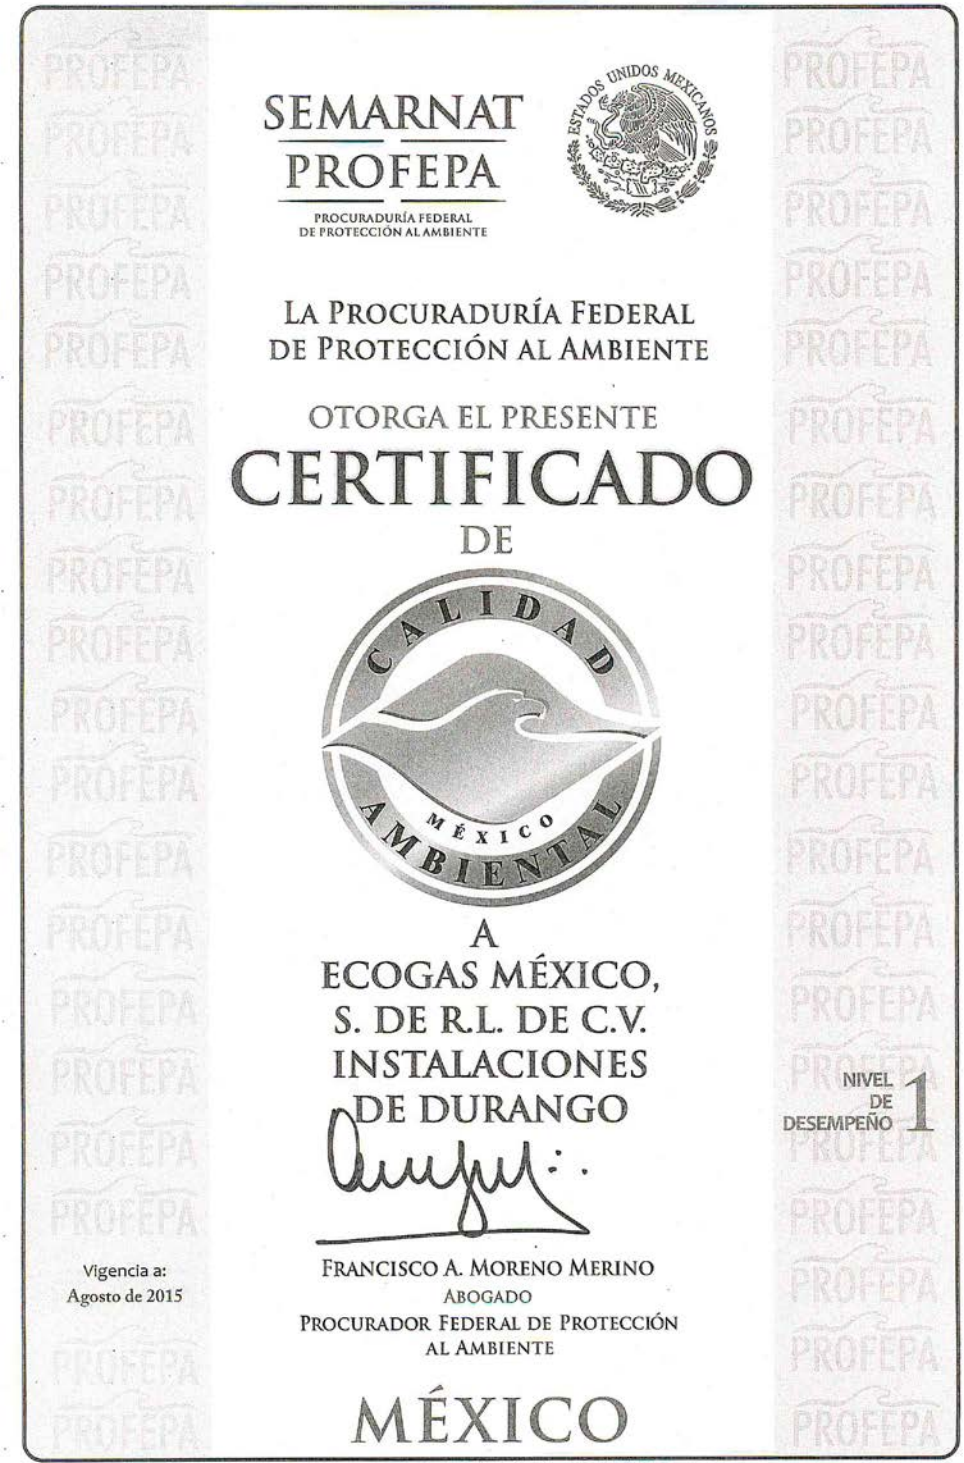 SEMARNAT
PROFEPA
PROCURADURÍA FEDERAL
DE PROTECCIÓN AL AMBIENTE
ESTADOS UNIDOS MEXICANOS
LA PROCURADURÍA FEDERAL
DE PROTECCIÓN AL AMBIENTE
OTORGA EL PRESENTE
CERTIFICADO
DE
CALIDAD
MÉXICO
AMBIENTAL
A
ECOGAS MÉXICO,
S. DE R.L. DE C.V.
INSTALACIONES
DE DURANGO
NIVEL
DE
DESEMPEÑO 1
Vigencia a:
Agosto de 2015
FRANCISCO A. MORENO MERINO
ABOGADO
PROCURADOR FEDERAL DE PROTECCIÓN
AL AMBIENTE
MÉXICO